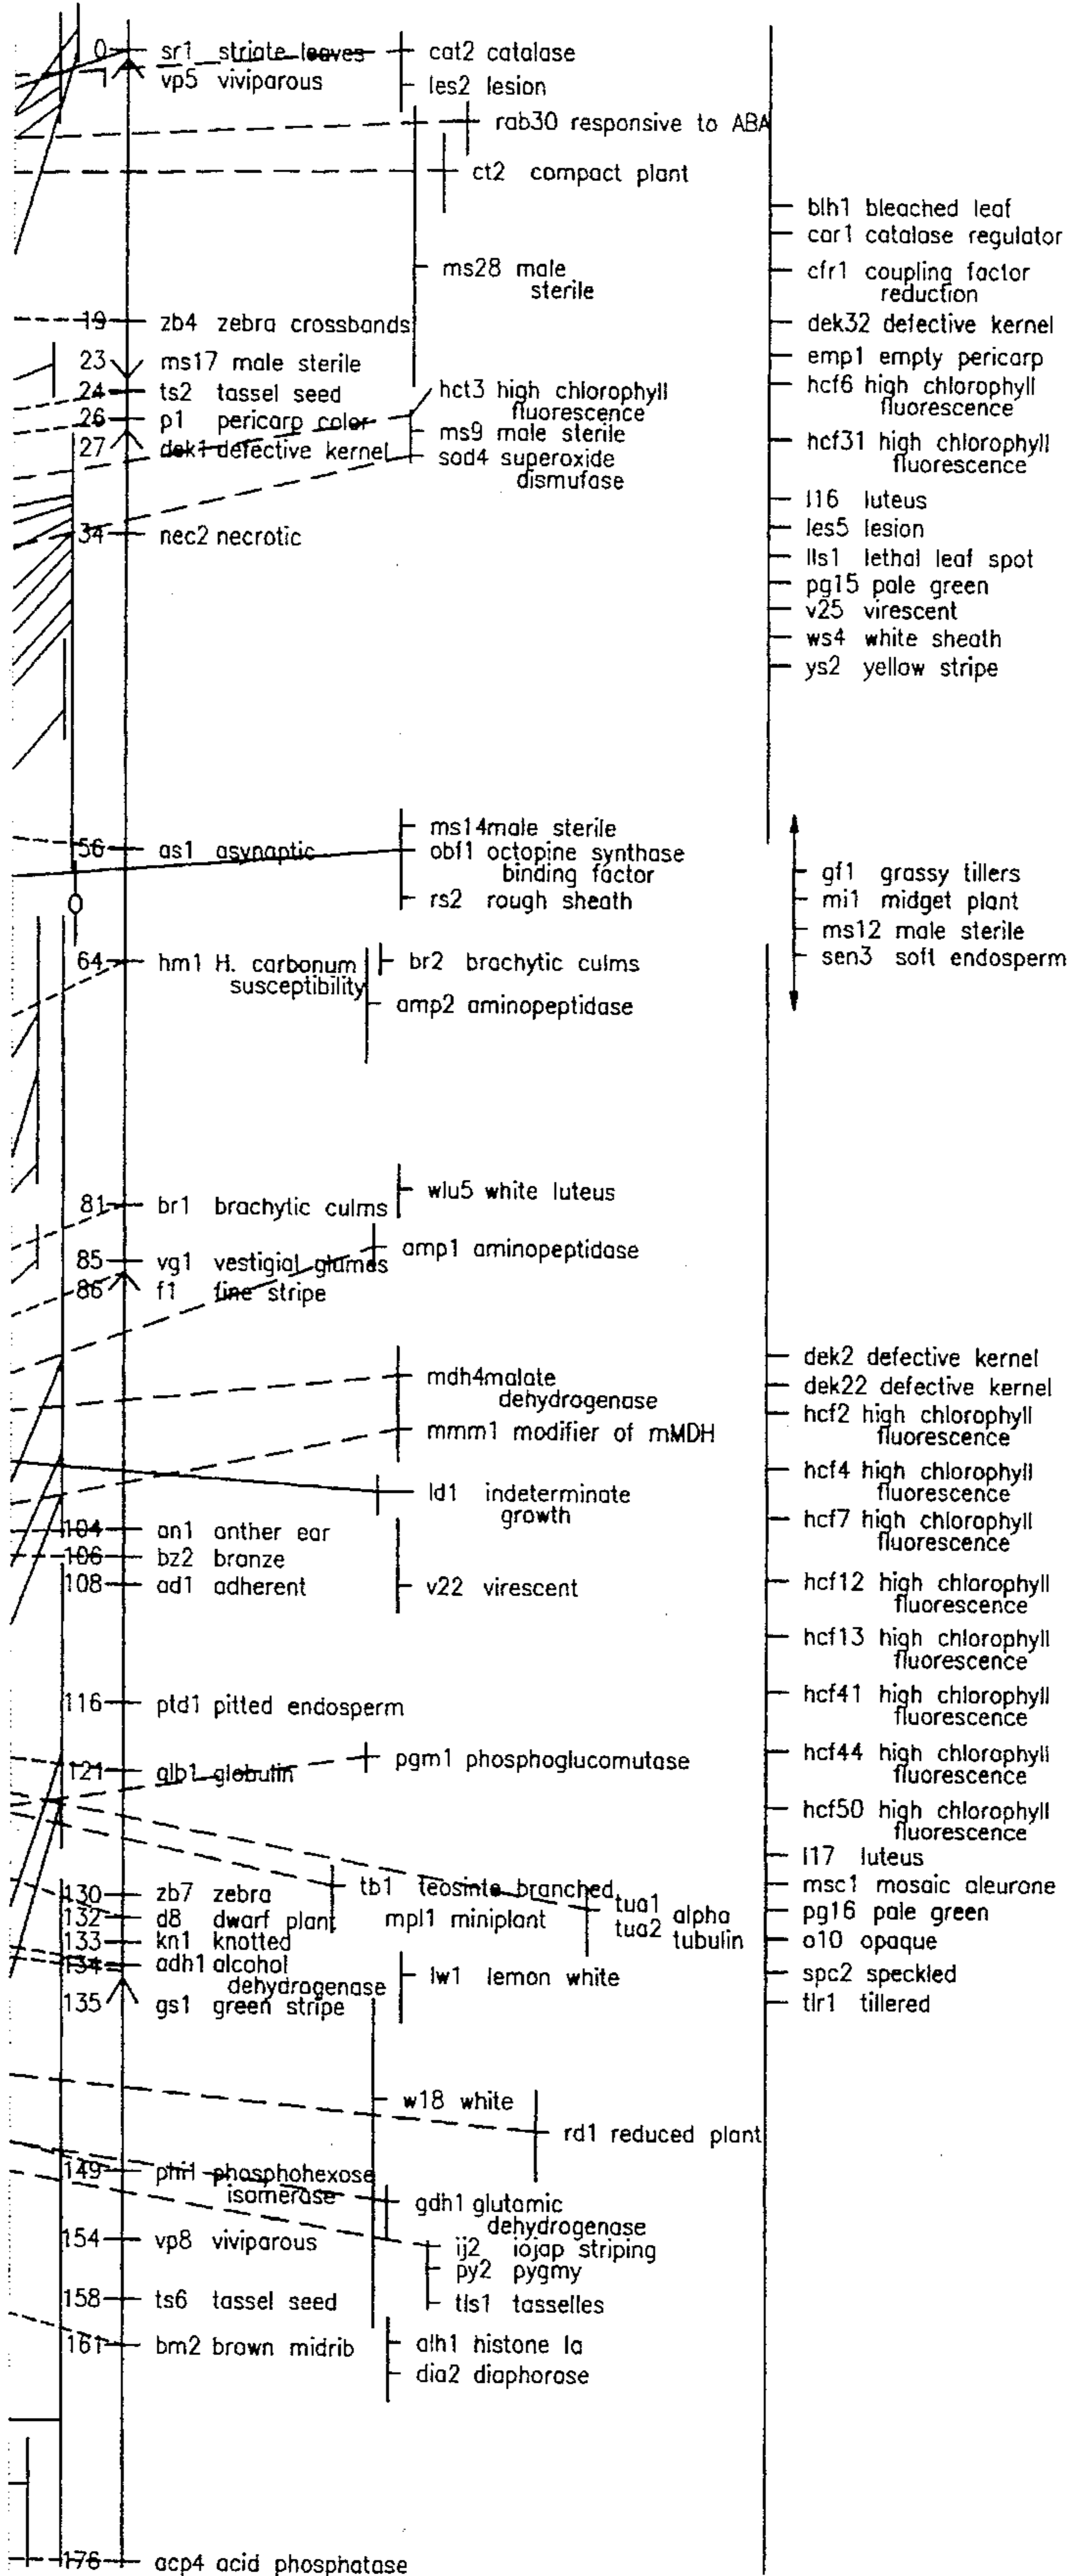 0 sr1 striate leaves
1 vp5 viviparous
19 zb4 zebra crossbands
23 ms17 male sterile
24 ts2 tassel seed
26 p1 pericarp color
27 dek1 defective kernel
34 nec2 necrotic
56 as1 asynaptic
64 hm1 H. carbonum
susceptibility
81 br1 brachytic culms
85 vg1 vestigial glumes
86 f1 fine stripe
104 an1 anther ear
106 bz2 bronze
108 ad1 adherent
116 ptd1 pitted endosperm
121 glb1 globulin
130 zb7 zebra
132 d8 dwarf plant
133 kn1 knotted
134 adh1 alcohol
dehydrogenase
135 gs1 green stripe
149 phi1 phosphohexose
isomerase
154 vp8 viviparous
158 ts6 tassel seed
161 bm2 brown midrib
176 acp4 acid phosphatase
cat2 catalase
les2 lesion
rab30 responsive to ABA
ct2 compact plant
ms28 male
sterile
hct3 high chlorophyll
fluorescence
ms9 male sterile
sod4 superoxide
dismufase
ms14 male sterile
obf1 octopine synthase
binding factor
rs2 rough sheath
br2 brachytic culms
amp2 aminopeptidase
wlu5 white luteus
amp1 aminopeptidase
mdh4 malate
dehydrogenase
mmm1 modifier of mMDH
Id1 indeterminate
growth
v22 virescent
pgm1 phosphoglucomutase
tb1 teosinte branched
mpl1 miniplant
tua1 alpha
tua2 tubulin
lw1 lemon white
w18 white
rd1 reduced plant
gdh1 glutamic
dehydrogenase
ij2 iojap striping
py2 pygmy
tls1 tasselles
alh1 histone Ia
dia2 diaphorase
blh1 bleached leaf
car1 catalase regulator
cfr1 coupling factor
reduction
dek32 defective kernel
emp1 empty pericarp
hcf6 high chlorophyll
fluorescence
hcf31 high chlorophyll
fluorescence
l16 luteus
les5 lesion
lls1 lethal leaf spot
pg15 pale green
v25 virescent
ws4 white sheath
ys2 yellow stripe
gf1 grassy tillers
mi1 midget plant
ms12 male sterile
sen3 soft endosperm
dek2 defective kernel
dek22 defective kernel
hcf2 high chlorophyll
fluorescence
hcf4 high chlorophyll
fluorescence
hcf7 high chlorophyll
fluorescence
hcf12 high chlorophyll
fluorescence
hcf13 high chlorophyll
fluorescence
hcf41 high chlorophyll
fluorescence
hcf44 high chlorophyll
fluorescence
hcf50 high chlorophyll
fluorescence
l17 luteus
msc1 mosaic aleurone
pg16 pale green
o10 opaque
spc2 speckled
tlr1 tillered